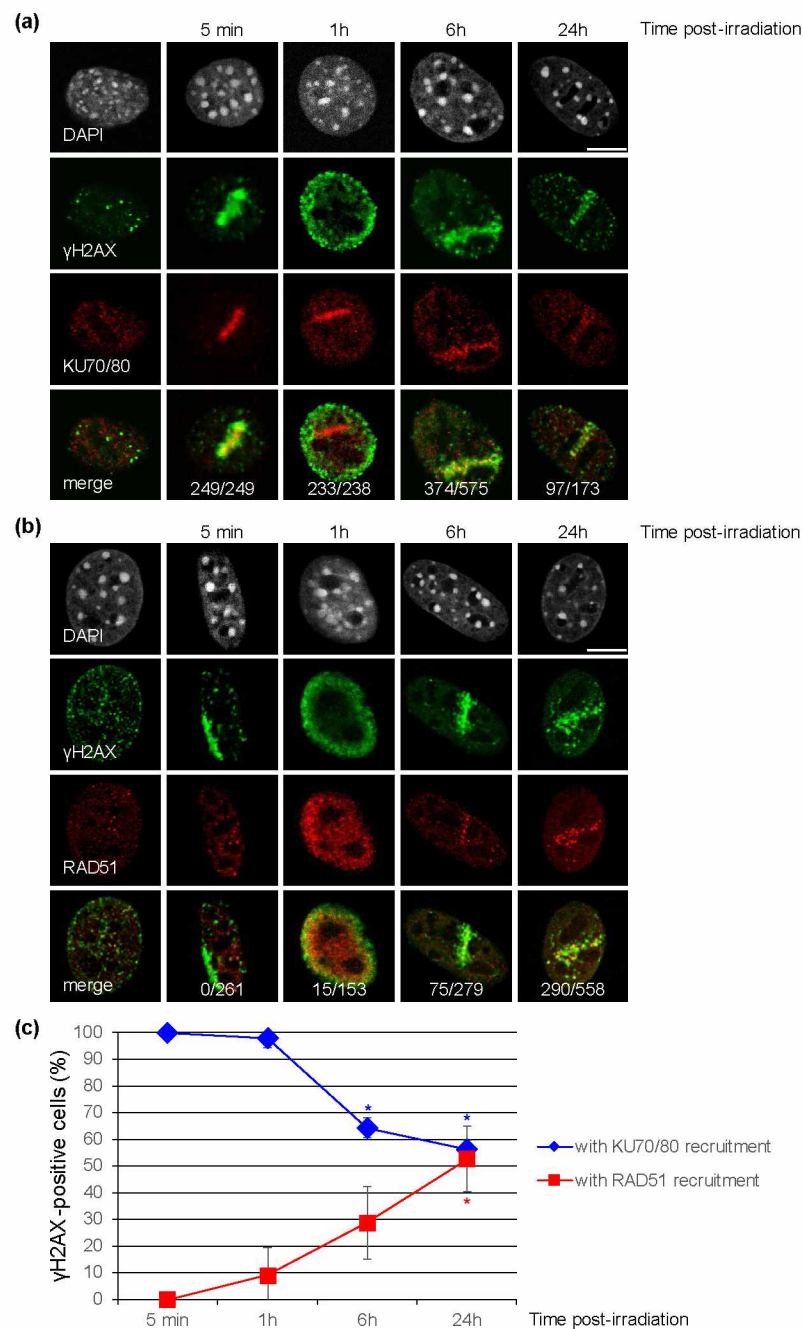 (a)
5 min 1h 6h 24h Time post-irradiation
DAPI
γH2AX
KU70/80
merge 249/249 233/238 374/575 97/173
(b)
5 min 1h 6h 24h Time post-irradiation
DAPI
γH2AX
RAD51
merge 0/261 15/153 75/279 290/558
(c)
γH2AX-positive cells (%)
100
90
80
70
60
50
40
30
20
10
0
* *
*
with KU70/80 recruitment
with RAD51 recruitment
5 min 1h 6h 24h Time post-irradiation